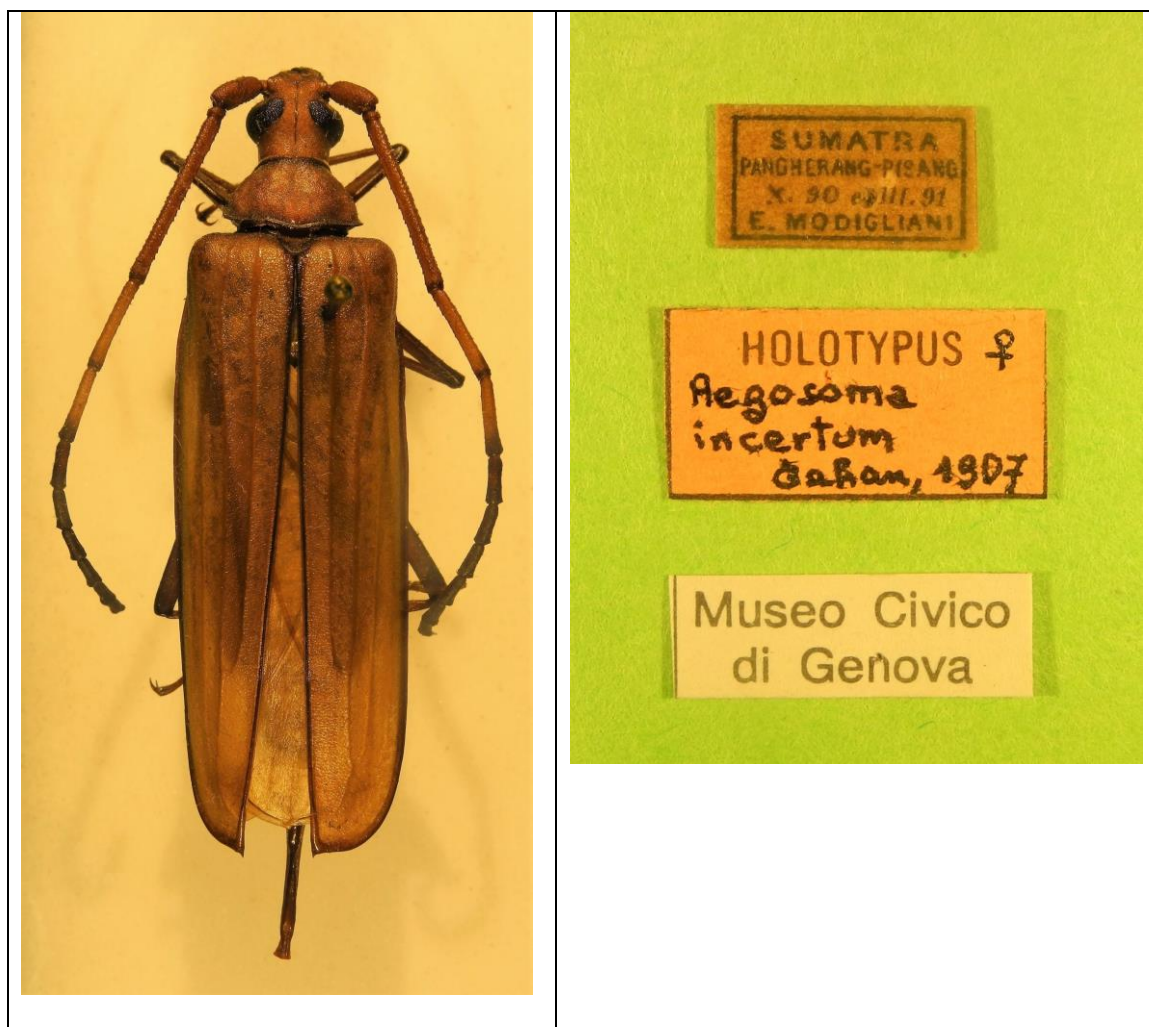 SUMATRA
PANGHERANG-PISANG
X. 90 e III. 91
E. MODIGLIANI
HOLOTYPUS ♀
Aegosoma
incertum
Gahan, 1907
Museo Civico
di Genova